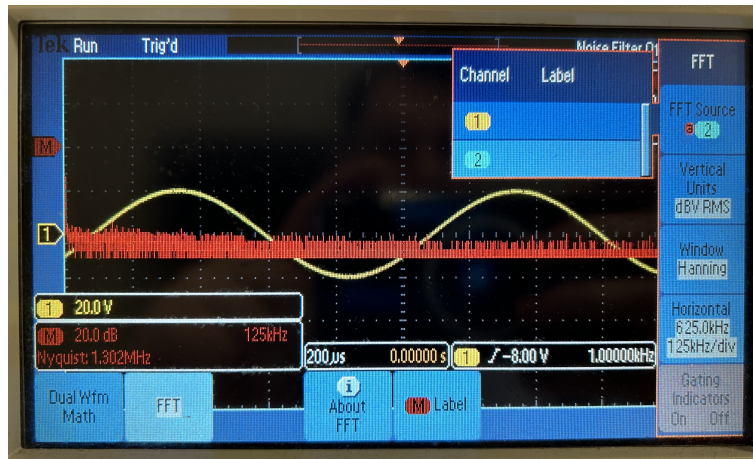 Tek Run Trig'd
Noise Filter Of
Channel Label
1
2
FFT
FFT Source
2
Vertical
Units
dBV RMS
Window
Hanning
Horizontal
625.0kHz
125kHz/div
Gating
Indicators
On Off
M
1
1 20.0 V
M 20.0 dB 125kHz
Nyquist: 1.302MHz
200µs 0.00000 s
1 -8.00 V 1.00000kHz
Dual Wfm
Math
FFT
i
About
FFT
M Label